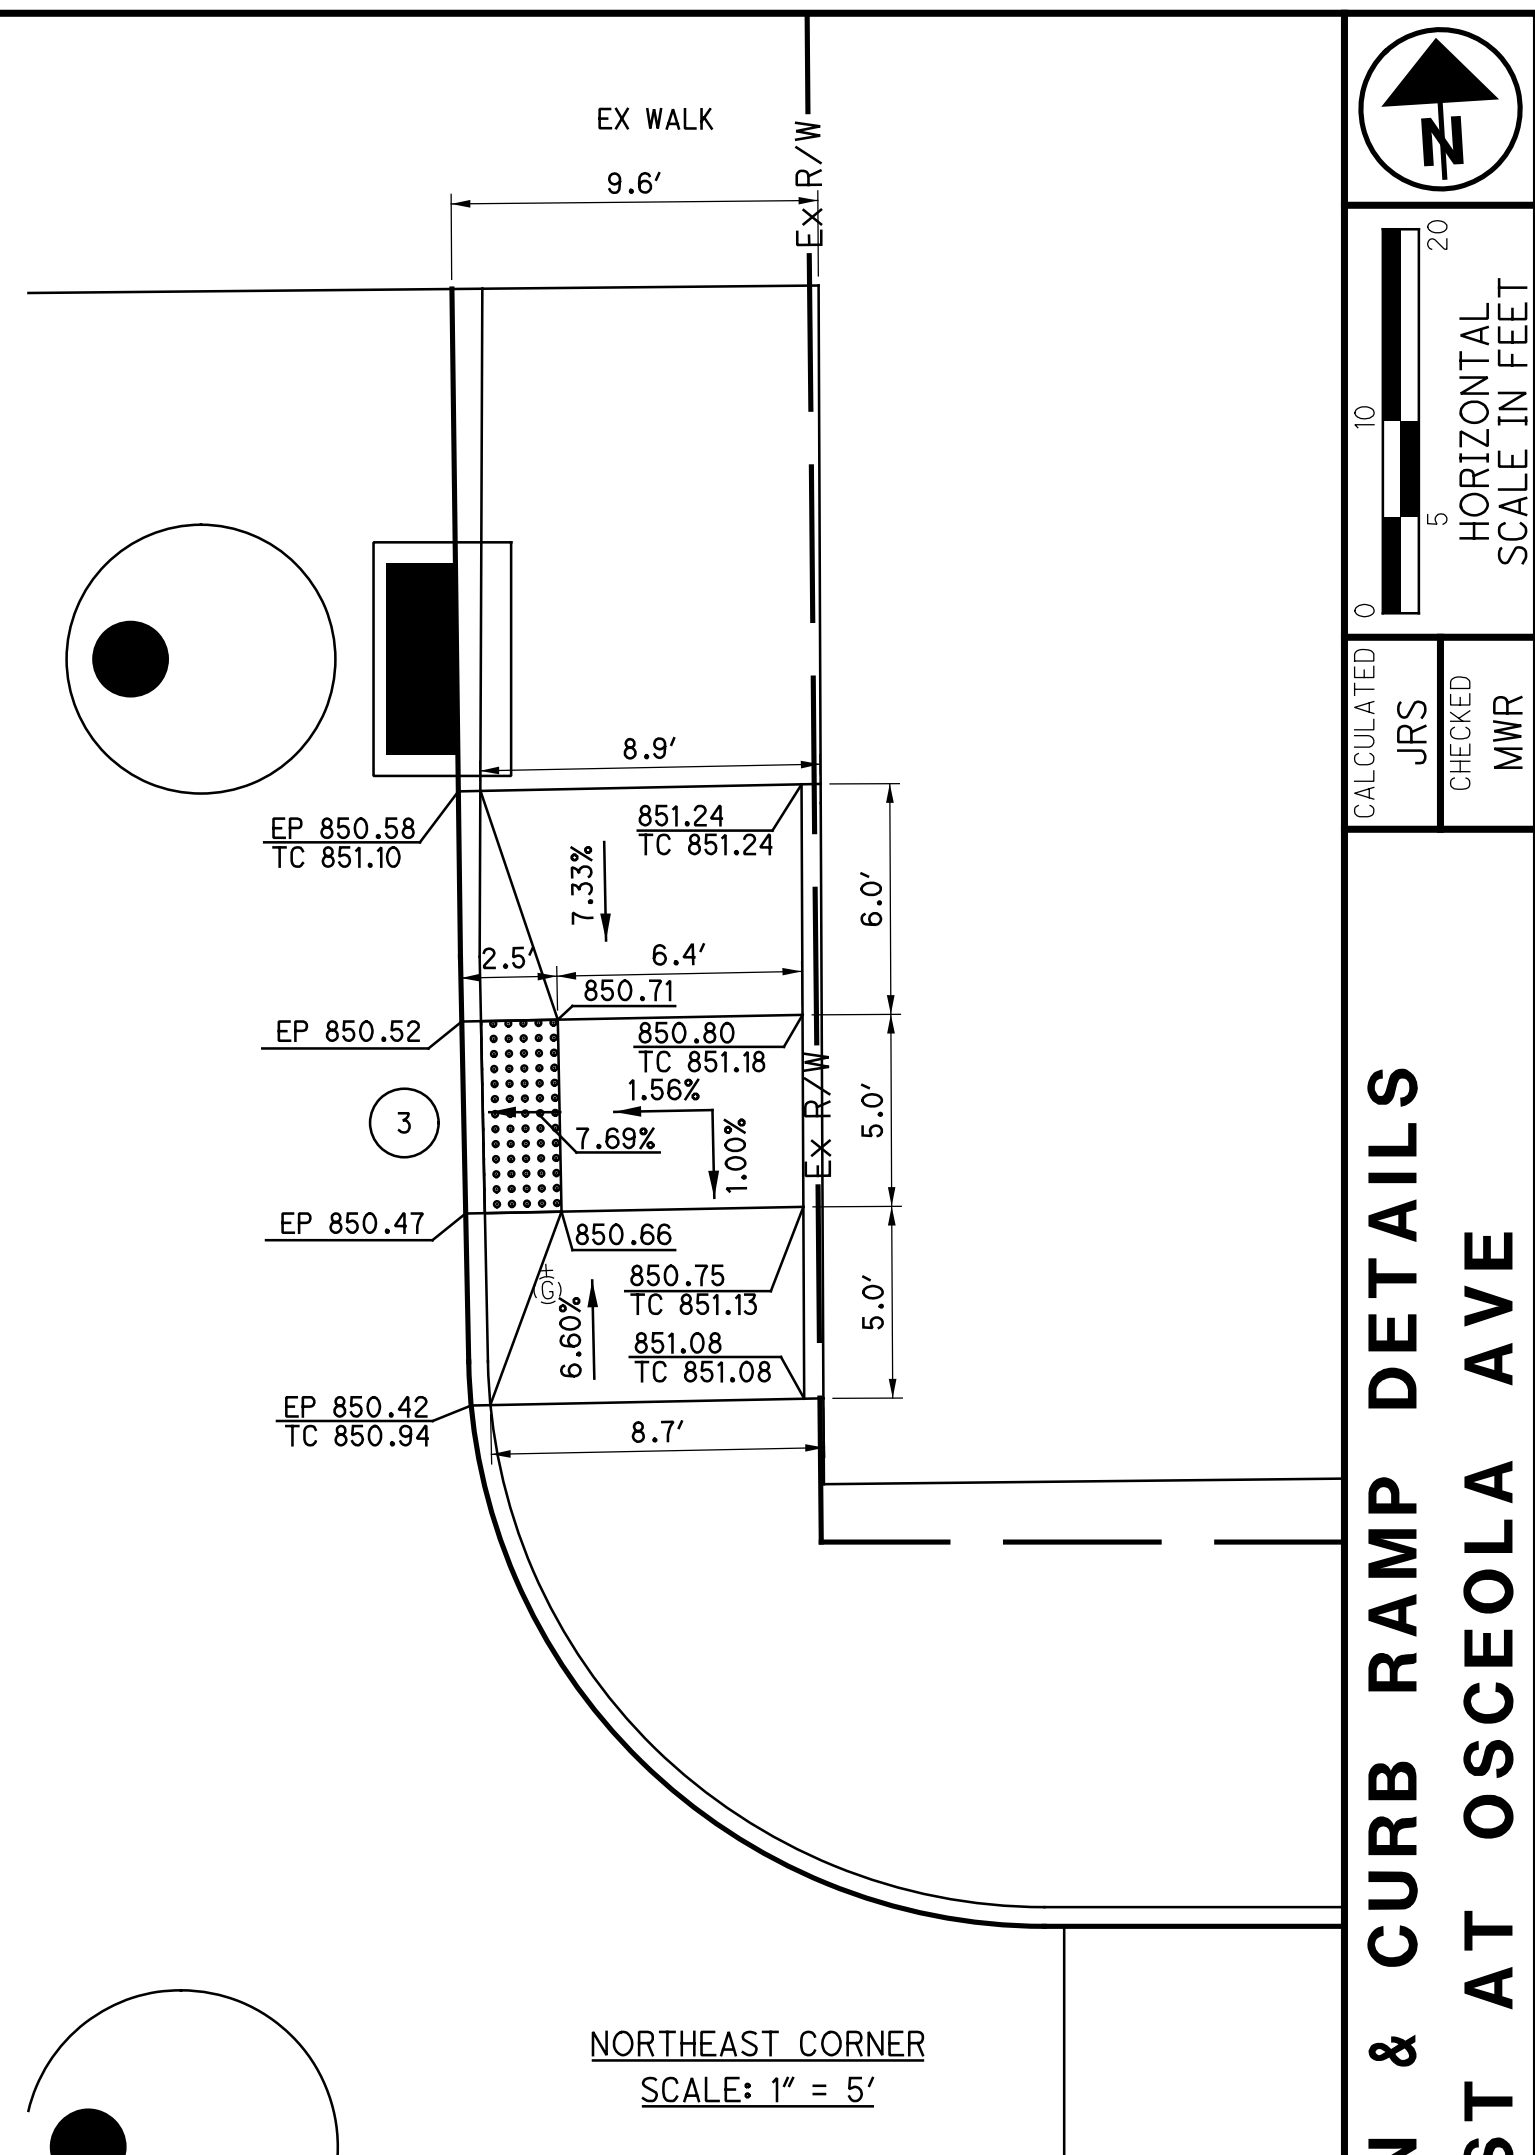 EX WALK
9.6′
EX R/W
8.9′
EP 850.58
TC 851.10
851.24
TC 851.24
7.33%
6.0′
2.5′
6.4′
850.71
EP 850.52
850.80
TC 851.18
1.56%
3
7.69%
1.00%
EX R/W
5.0′
EP 850.47
850.66
(G)
±
850.75
TC 851.13
6.60%
851.08
TC 851.08
5.0′
EP 850.42
TC 850.94
8.7′
NORTHEAST CORNER
SCALE: 1″ = 5′
N
0
5
10
20
HORIZONTAL
SCALE IN FEET
CALCULATED
JRS
CHECKED
MWR
N & CURB RAMP DETAILS
ST AT OSCEOLA AVE